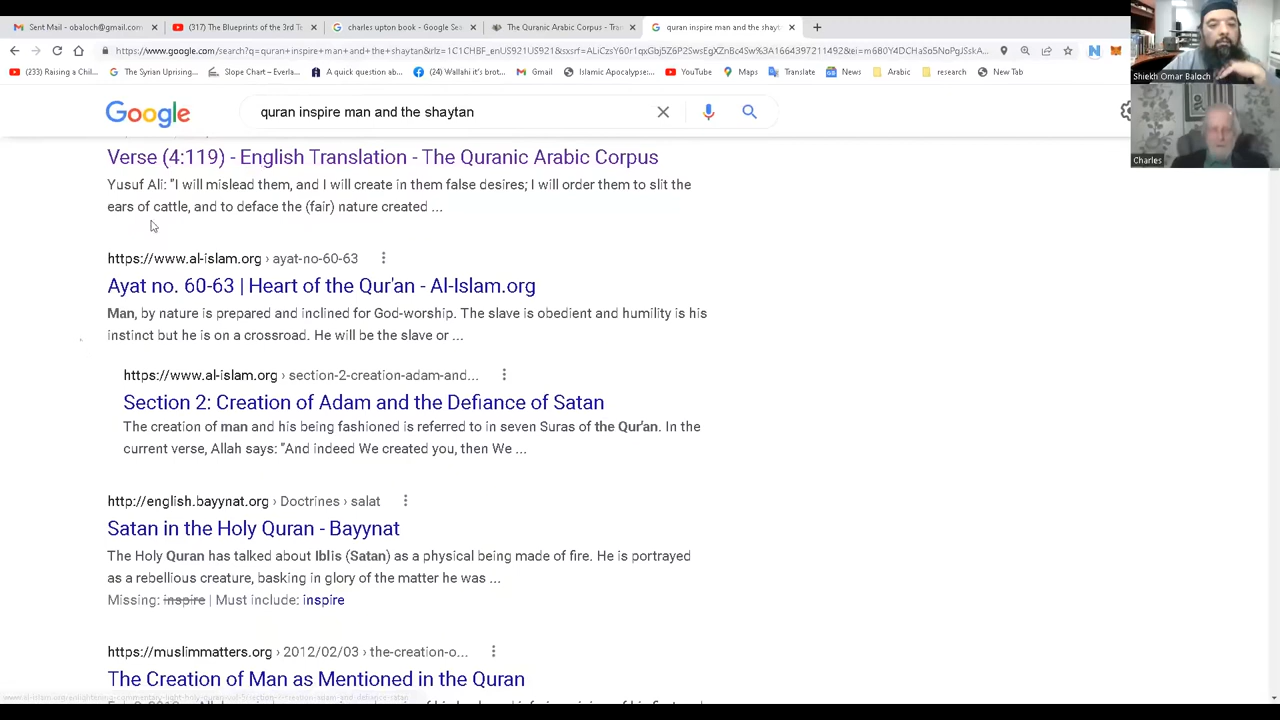 Sent Mail - obaloch@gmail.com
(317) The Blueprints of the 3rd T
charles upton book - Google Sea
The Quranic Arabic Corpus - Tra
quran inspire man and the shayt
(233) Raising a Chil...
The Syrian Uprising...
Slope Chart – Everla...
A quick question ab...
(24) Wallahi it's brot...
Gmail
Islamic Apocalypse:...
YouTube
Maps
Translate
News
Arabic
research
New Tab
Shiekh Omar Baloch
Charles
Google
quran inspire man and the shaytan
Verse (4:119) - English Translation - The Quranic Arabic Corpus
Yusuf Ali: "I will mislead them, and I will create in them false desires; I will order them to slit the
ears of cattle, and to deface the (fair) nature created ...
https://www.al-islam.org › ayat-no-60-63
Ayat no. 60-63 | Heart of the Qur'an - Al-Islam.org
Man, by nature is prepared and inclined for God-worship. The slave is obedient and humility is his
instinct but he is on a crossroad. He will be the slave or ...
https://www.al-islam.org › section-2-creation-adam-and...
Section 2: Creation of Adam and the Defiance of Satan
The creation of man and his being fashioned is referred to in seven Suras of the Qur'an. In the
current verse, Allah says: "And indeed We created you, then We ...
http://english.bayynat.org › Doctrines › salat
Satan in the Holy Quran - Bayynat
The Holy Quran has talked about Iblis (Satan) as a physical being made of fire. He is portrayed
as a rebellious creature, basking in glory of the matter he was ...
Missing: inspire | Must include: inspire
https://muslimmatters.org › 2012/02/03 › the-creation-o...
The Creation of Man as Mentioned in the Quran